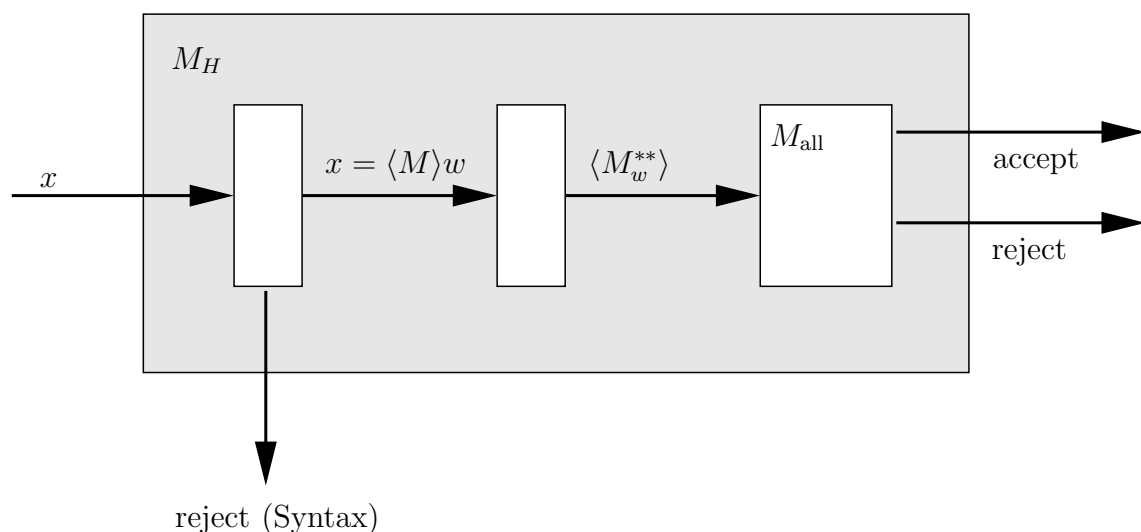 M_H
x
x = ⟨M⟩w
⟨M_w^{**}⟩
M_all
accept
reject
reject (Syntax)